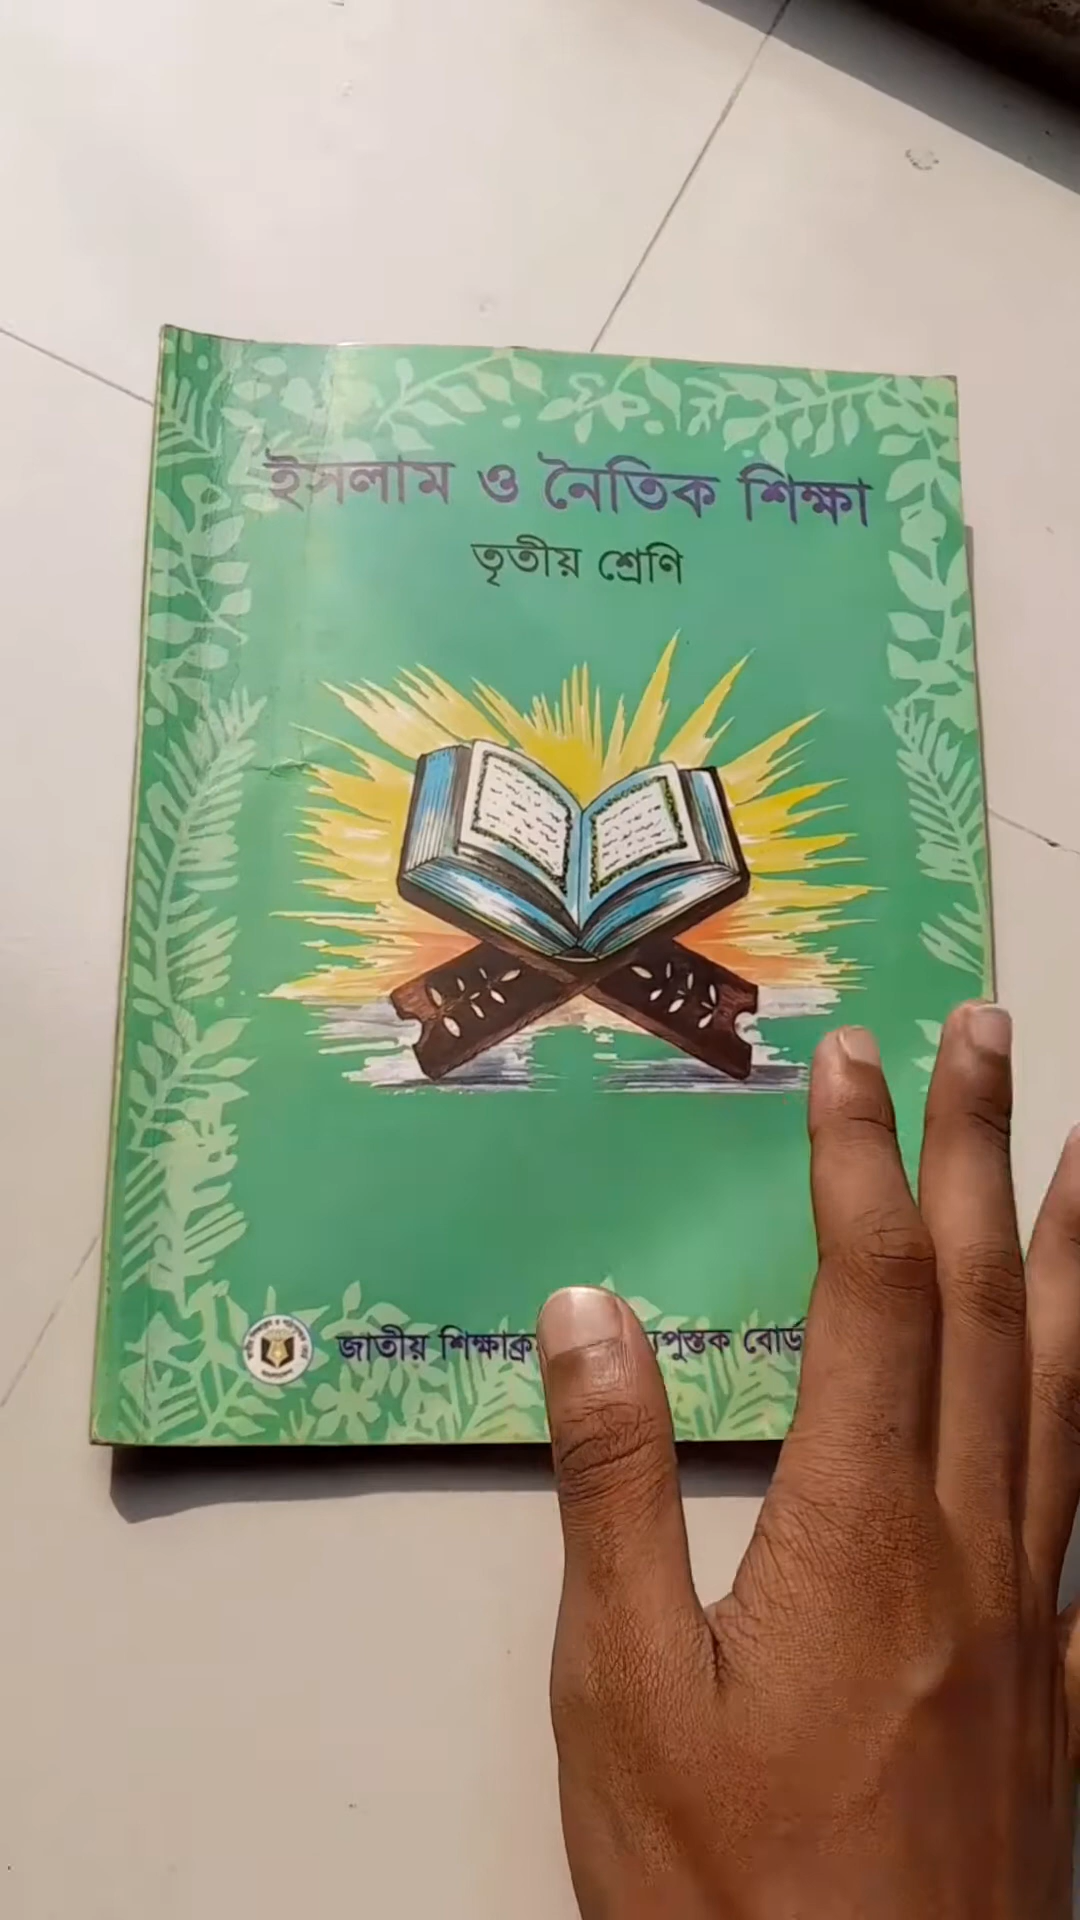 ইসলাম ও নৈতিক শিক্ষা
তৃতীয় শ্রেণি
জাতীয় শিক্ষাক্র পুস্তক বোর্ড